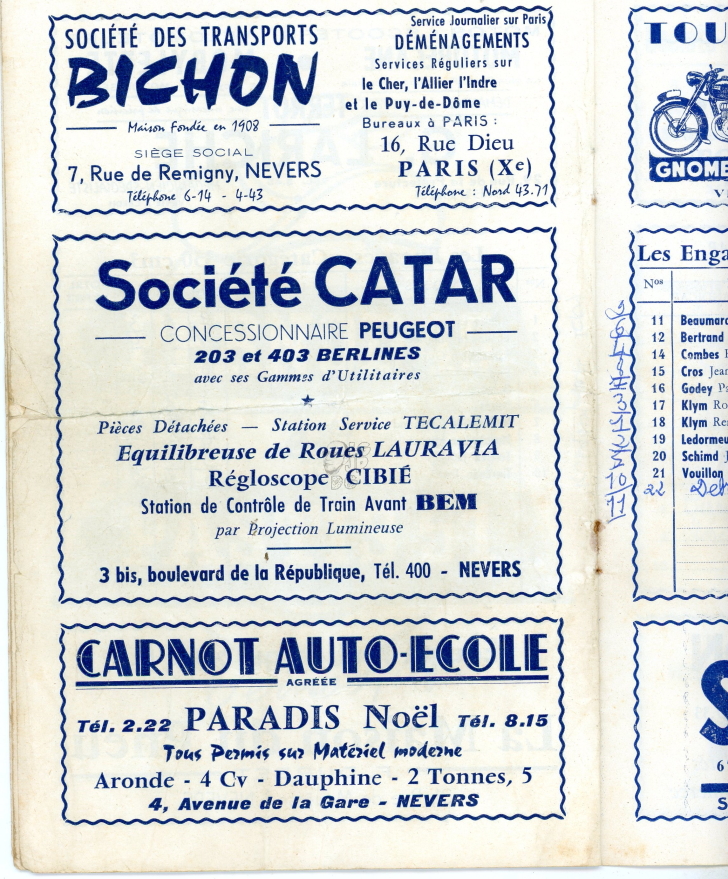 SOCIÉTÉ DES TRANSPORTS
BICHON
Maison Fondée en 1908
SIÈGE SOCIAL
7, Rue de Remigny, NEVERS
Téléphone 6-14 - 4-43
Service Journalier sur Paris
DÉMÉNAGEMENTS
Services Réguliers sur
le Cher, l'Allier l'Indre
et le Puy-de-Dôme
Bureaux à PARIS :
16, Rue Dieu
PARIS (Xe)
Téléphone : Nord 43.71
Société CATAR
CONCESSIONNAIRE PEUGEOT
203 et 403 BERLINES
avec ses Gammes d'Utilitaires
Pièces Détachées — Station Service TECALEMIT
Equilibreuse de Roues LAURAVIA
Régloscope CIBIÉ
Station de Contrôle de Train Avant BEM
par Projection Lumineuse
3 bis, boulevard de la République, Tél. 400 - NEVERS
CARNOT AUTO-ECOLE
AGRÉÉE
Tél. 2.22 PARADIS Noël Tél. 8.15
Tous Permis sur Matériel moderne
Aronde - 4 Cv - Dauphine - 2 Tonnes, 5
4, Avenue de la Gare - NEVERS
TOU
GNOME
V
Les Enga
Nos
11 Beaumar
12 Bertrand
14 Combes
15 Cros Jean
16 Godey Pa
17 Klym Ro
18 Klym Re
19 Ledormeu
20 Schimd J
21 Vouillon
22
S
6
S